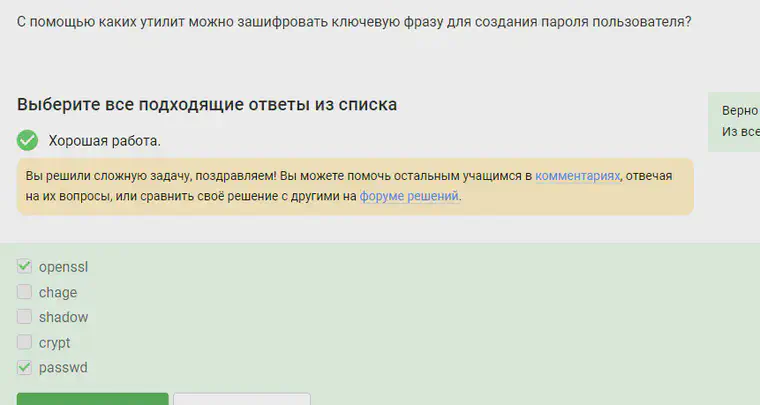 С помощью каких утилит можно зашифровать ключевую фразу для создания пароля пользователя?
Выберите все подходящие ответы из списка
Верно
Из все
Хорошая работа.
Вы решили сложную задачу, поздравляем! Вы можете помочь остальным учащимся в комментариях, отвечая
на их вопросы, или сравнить своё решение с другими на форуме решений.
openssl
chage
shadow
crypt
passwd